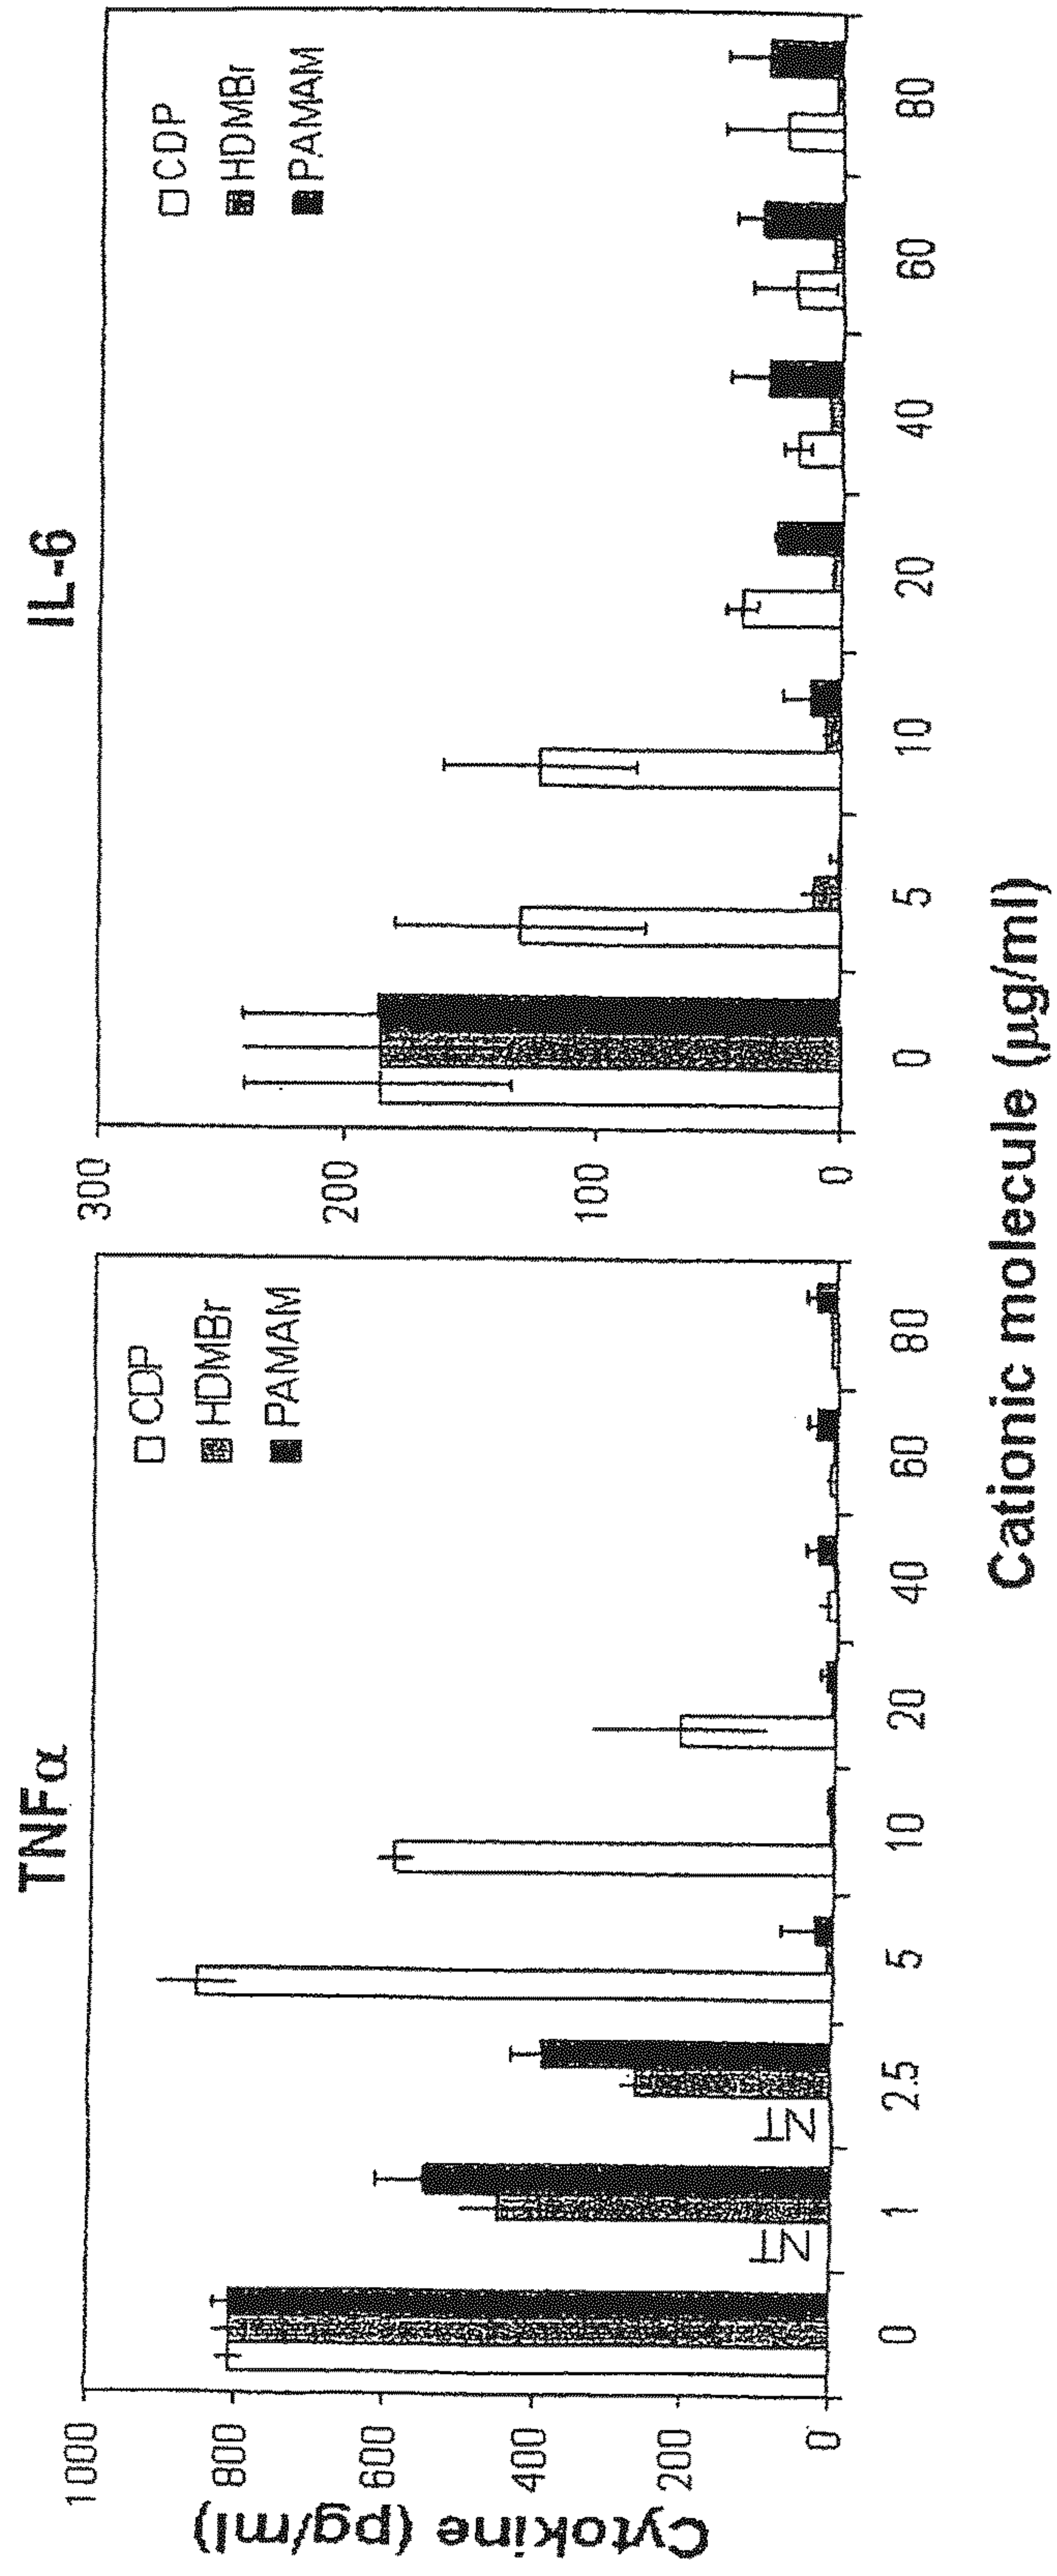 TNFα
Cytokine (pg/ml)
1000
800
600
400
200
0
CDP
HDMBr
PAMAM
NT
NT
0 1 2.5 5 10 20 40 60 80
IL-6
300
200
100
0
CDP
HDMBr
PAMAM
0 5 10 20 40 60 80
Cationic molecule (μg/ml)